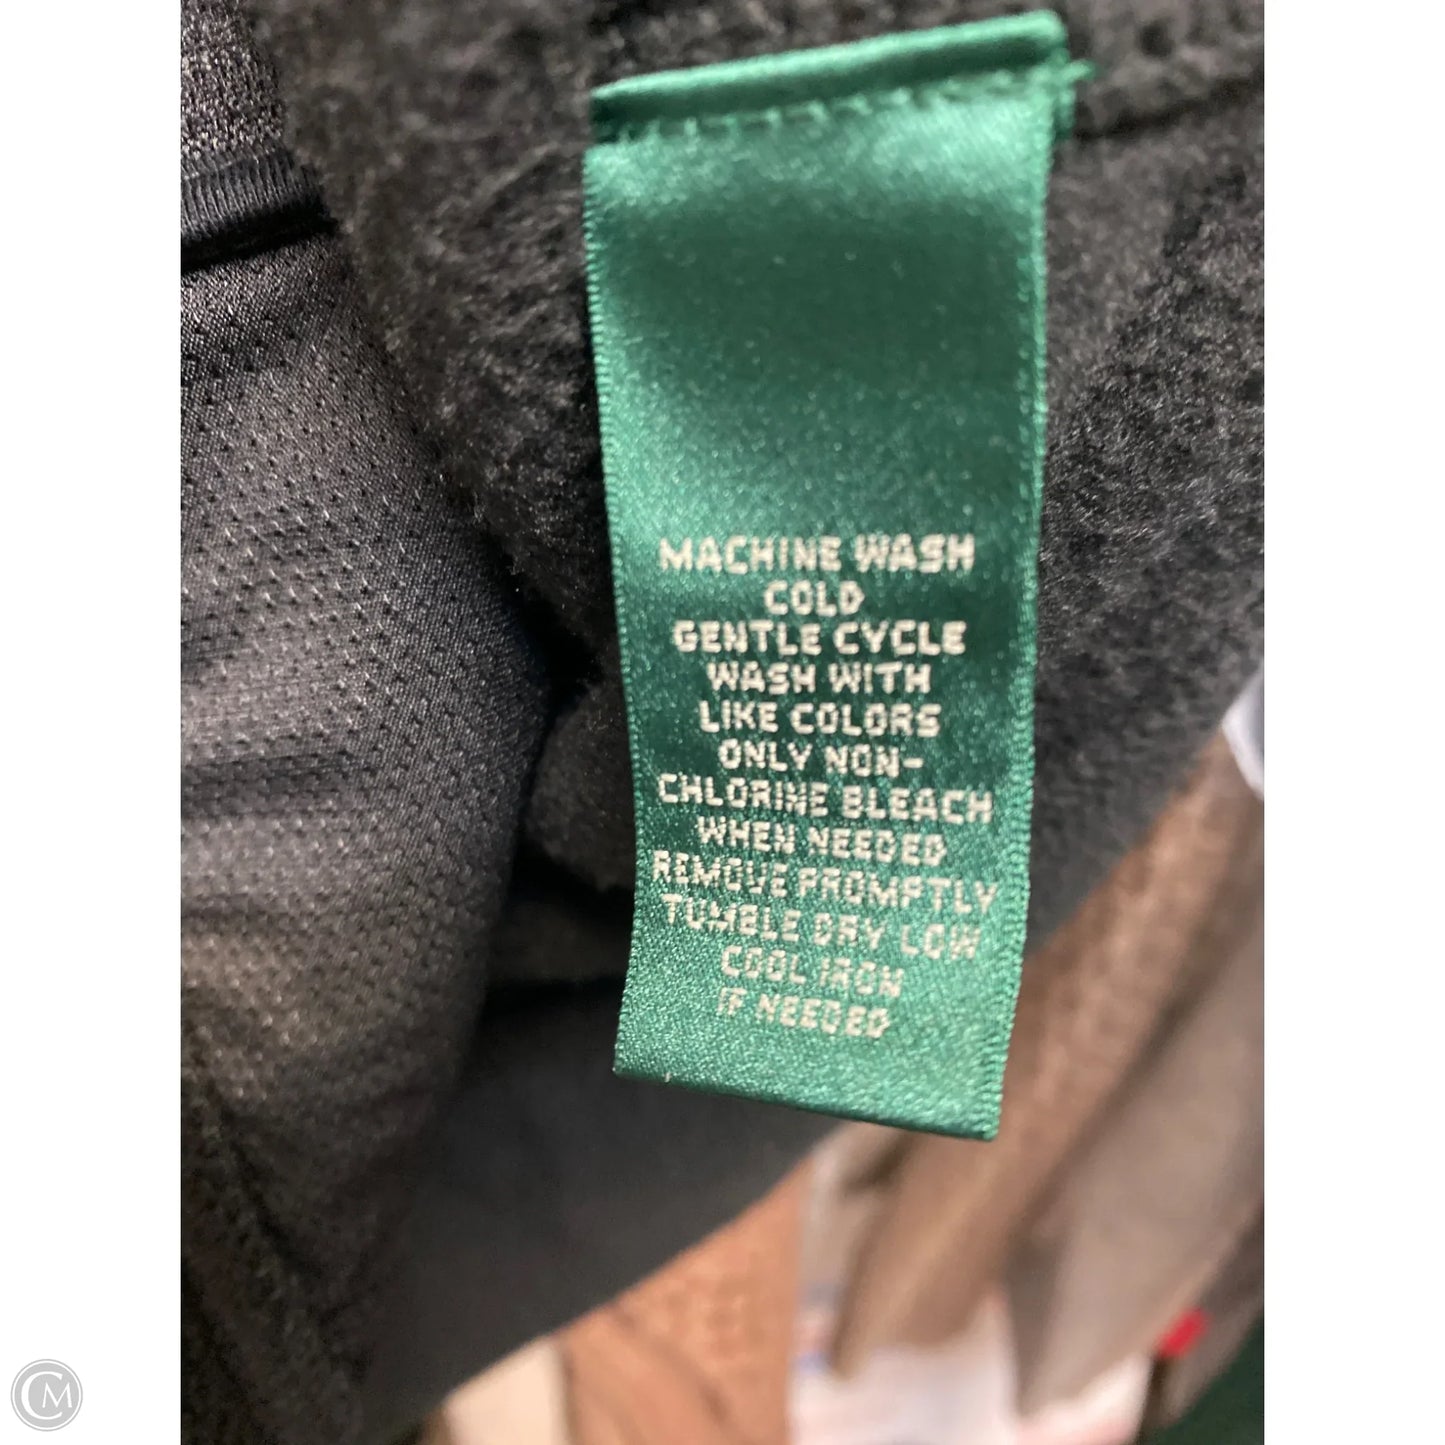 MACHINE WASH
COLD
GENTLE CYCLE
WASH WITH
LIKE COLORS
ONLY NON-
CHLORINE BLEACH
WHEN NEEDED
REMOVE PROMPTLY
TUMBLE DRY LOW
COOL IRON
IF NEEDED
CM